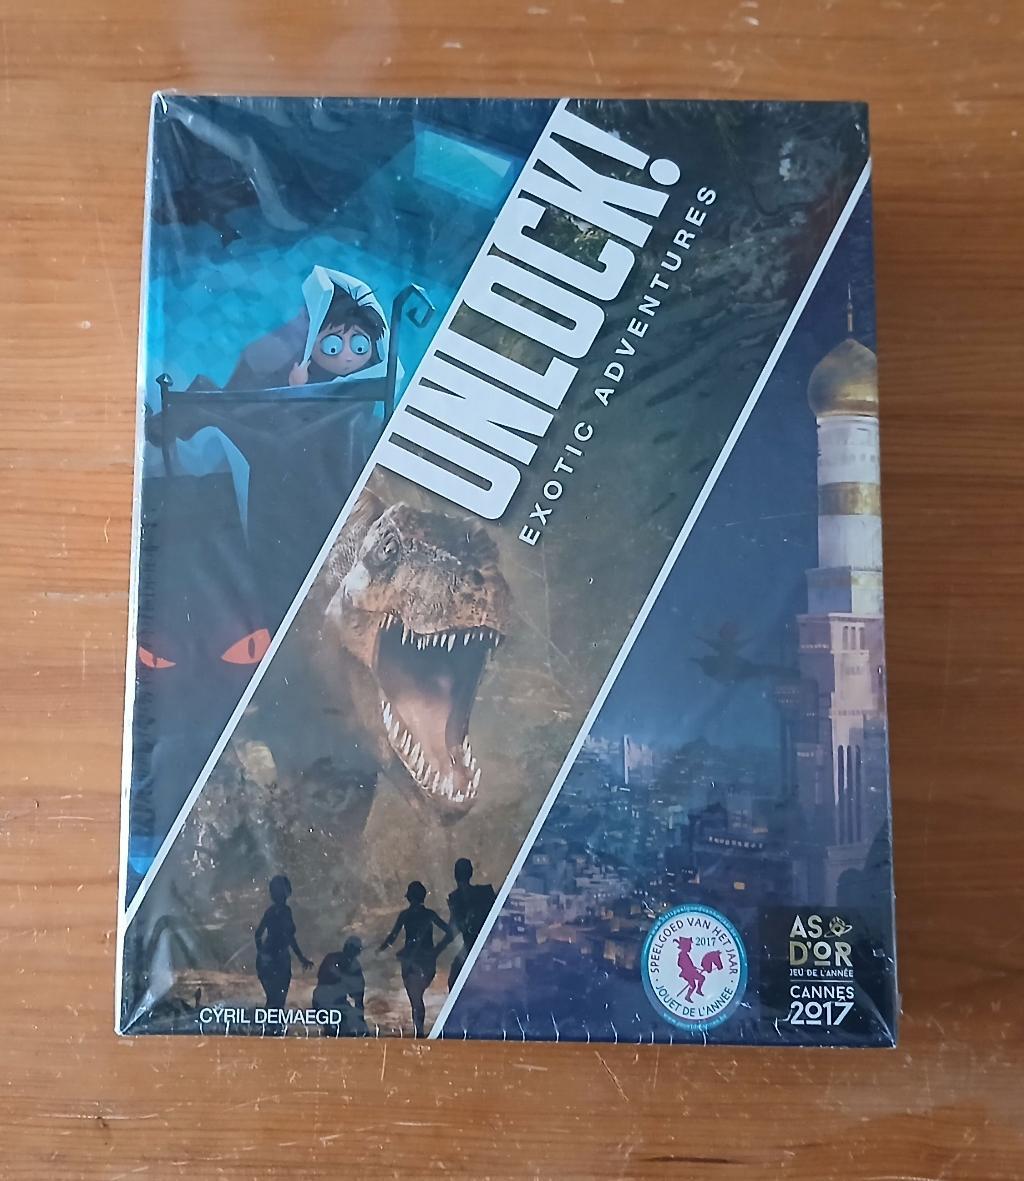 UNLOCK!
EXOTIC ADVENTURES
CYRIL DEMAEGD
SPEELGOED VAN HET JAAR
2017
JOUET DE L'ANNÉE
AS
D'OR
JEU DE L'ANNÉE
CANNES
2017